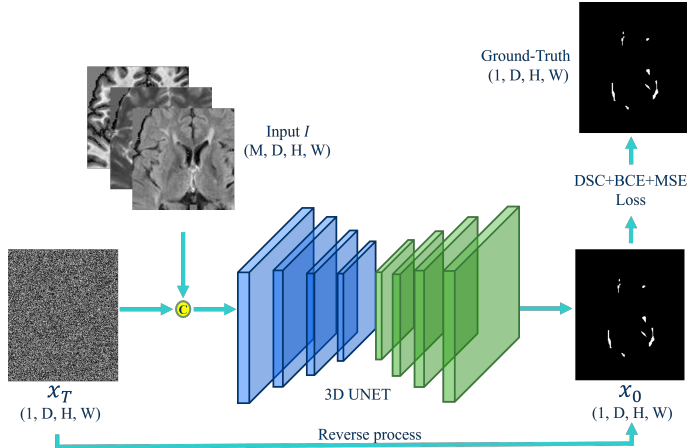 Ground-Truth
(1, D, H, W)
Input I
(M, D, H, W)
DSC+BCE+MSE
Loss
C
x_T
(1, D, H, W)
3D UNET
x_0
(1, D, H, W)
Reverse process